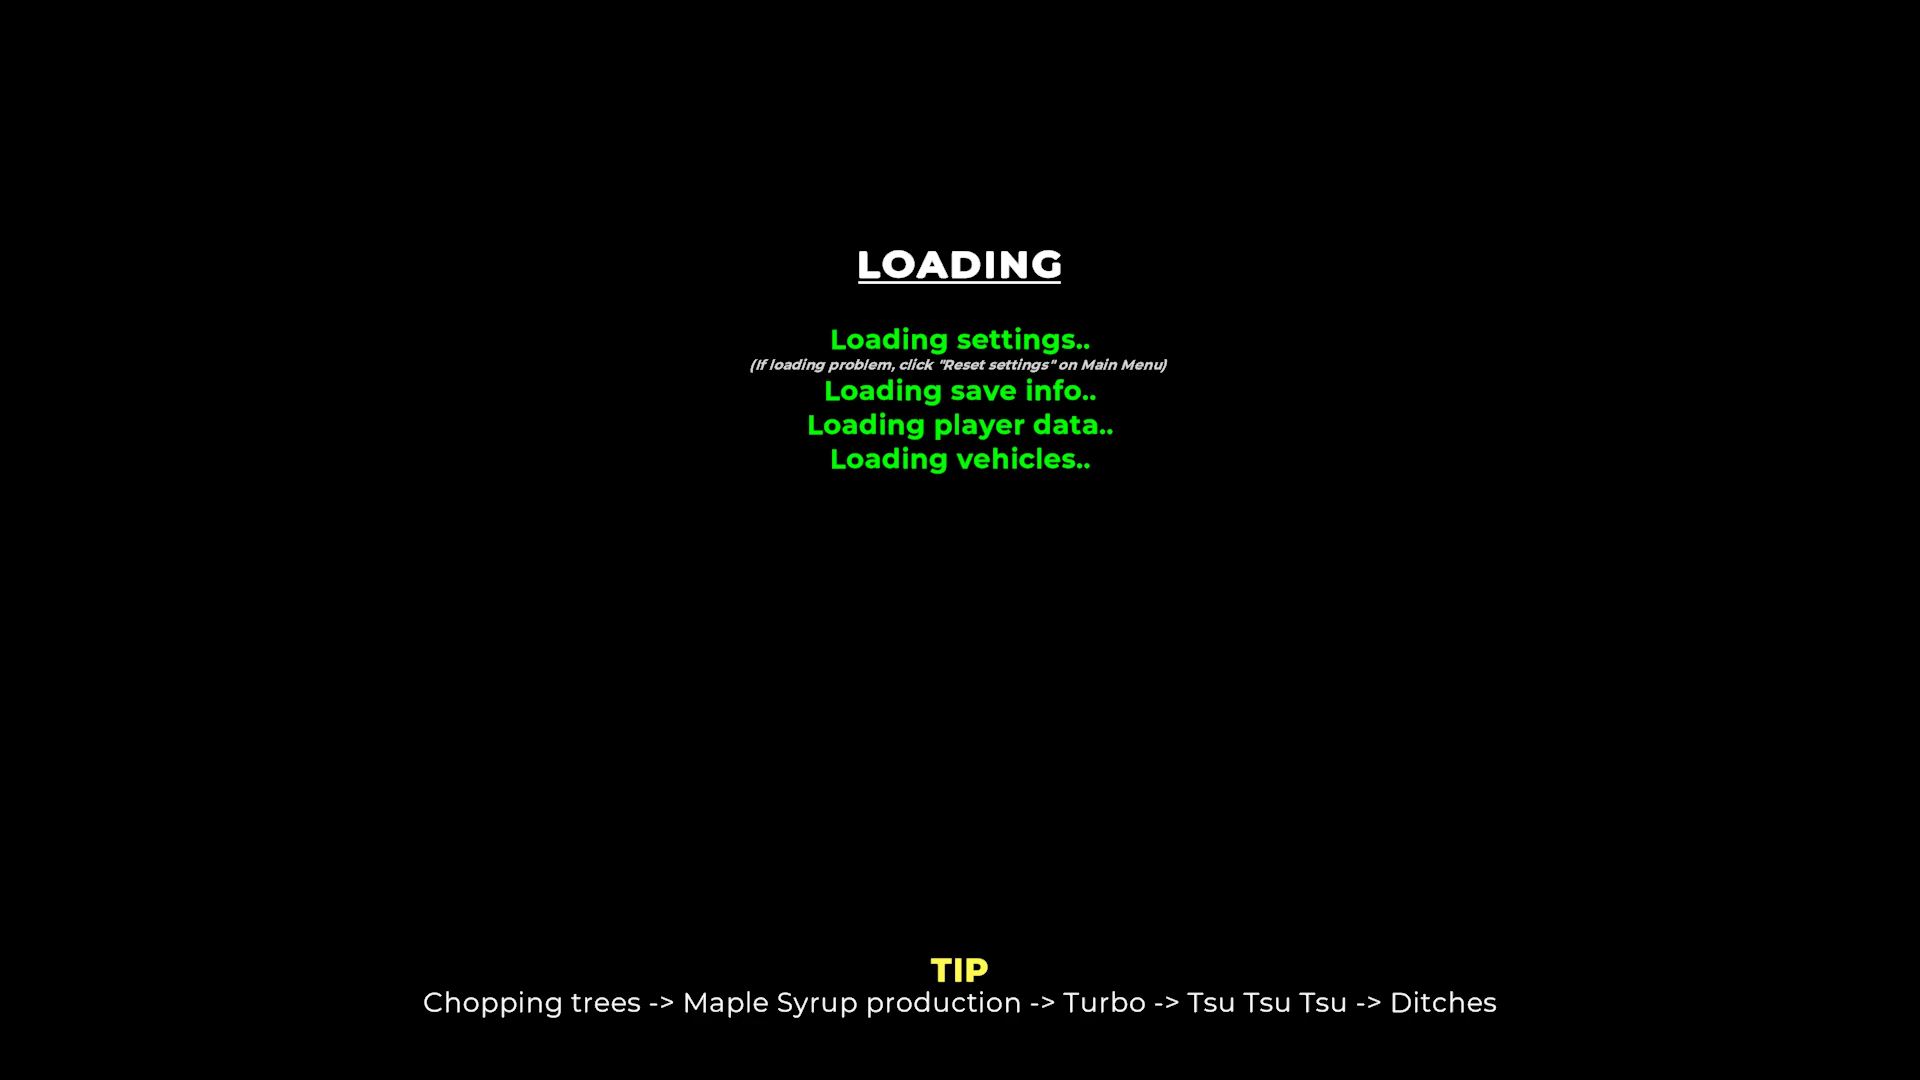 LOADING
Loading settings..
(If loading problem, click "Reset settings" on Main Menu)
Loading save info..
Loading player data..
Loading vehicles..
TIP
Chopping trees -> Maple Syrup production -> Turbo -> Tsu Tsu Tsu -> Ditches